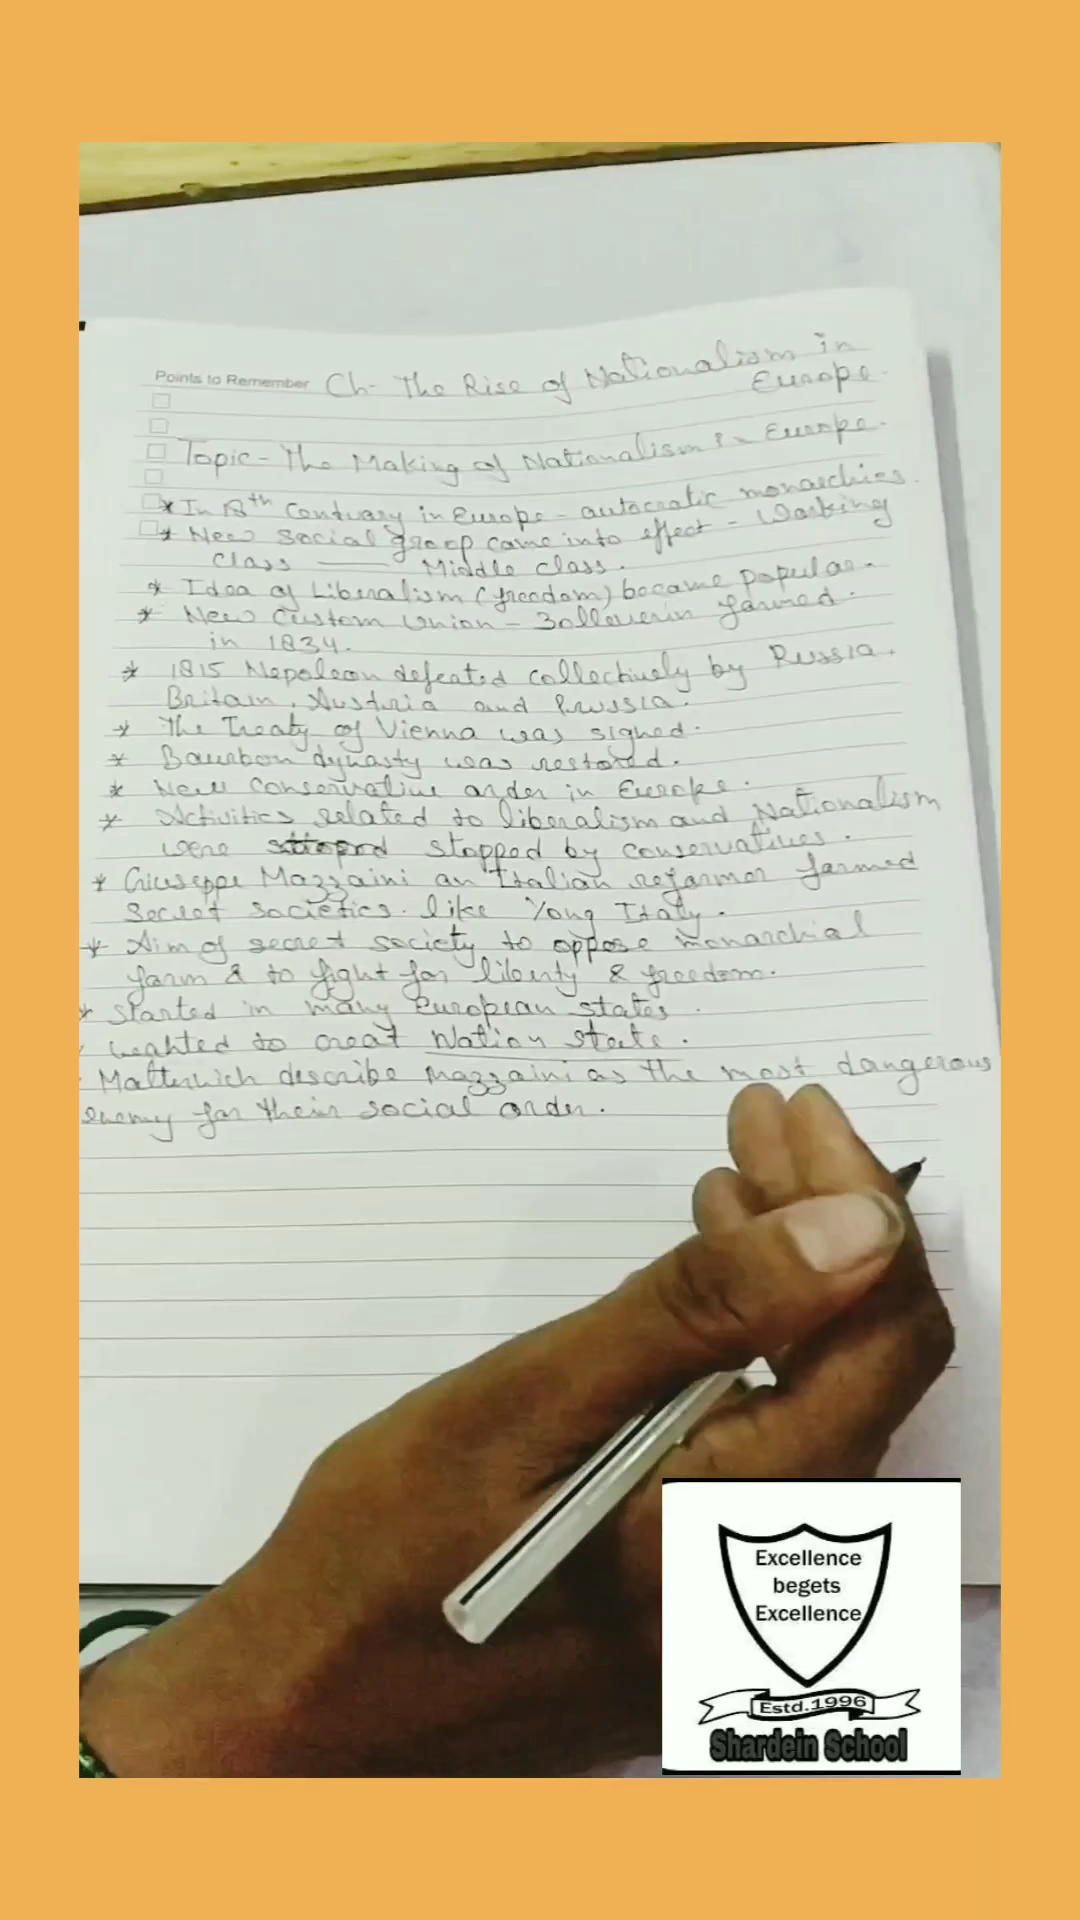 Points to Remember Ch- The Rise of Nationalism in
Europe.
Topic - The Making of Nationalism in Europe.
* In 18th Centuary in Europe - autocratic monarchies.
* New Social group came into effect - Working
Class —— Middle class.
* Idea of Liberalism (freedom) became popular.
* New Custom Union - Zolleverin formed
in 1834.
* 1815 Nepoleon defeated collectively by Russia,
Britain, Austria and Prussia.
* The Treaty of Vienna was signed.
* Bourbon dynasty was restored.
* New Conservative order in Europe.
* Activities related to liberalism and Nationalism
were stopped by conservatives.
* Giuseppe Mazzaini an Italian reformer formed
Secret societies. like Yong Italy.
* Aim of secret society to oppose monarchial
form & to fight for liberty & freedom.
* started in many European states.
wanted to creat Nation state.
Matterwich describe Mazzaini as the most dangerous
enemy for their social order.
Excellence
begets
Excellence
Estd.1996
Shardein School